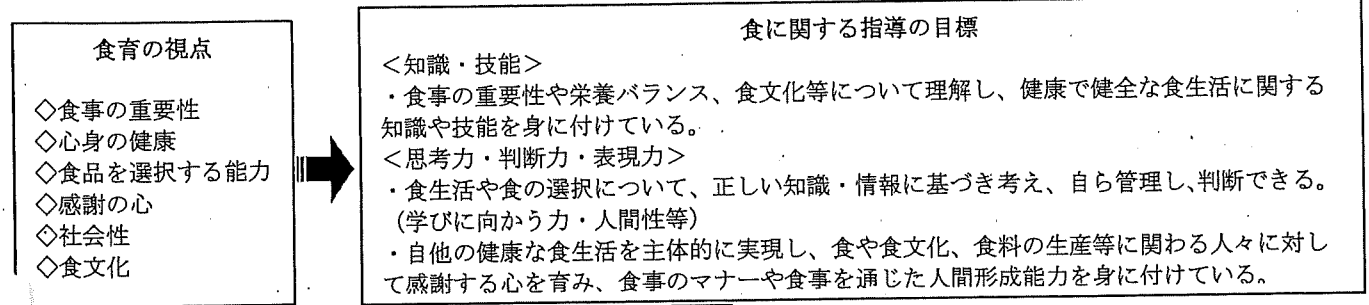 食育の視点
◇食事の重要性
◇心身の健康
◇食品を選択する能力
◇感謝の心
◇社会性
◇食文化
食に関する指導の目標
＜知識・技能＞
・食事の重要性や栄養バランス、食文化等について理解し、健康で健全な食生活に関する
知識や技能を身に付けている。
＜思考力・判断力・表現力＞
・食生活や食の選択について、正しい知識・情報に基づき考え、自ら管理し、判断できる。
（学びに向かう力・人間性等）
・自他の健康な食生活を主体的に実現し、食や食文化、食料の生産等に関わる人々に対し
て感謝する心を育み、食事のマナーや食事を通じた人間形成能力を身に付けている。